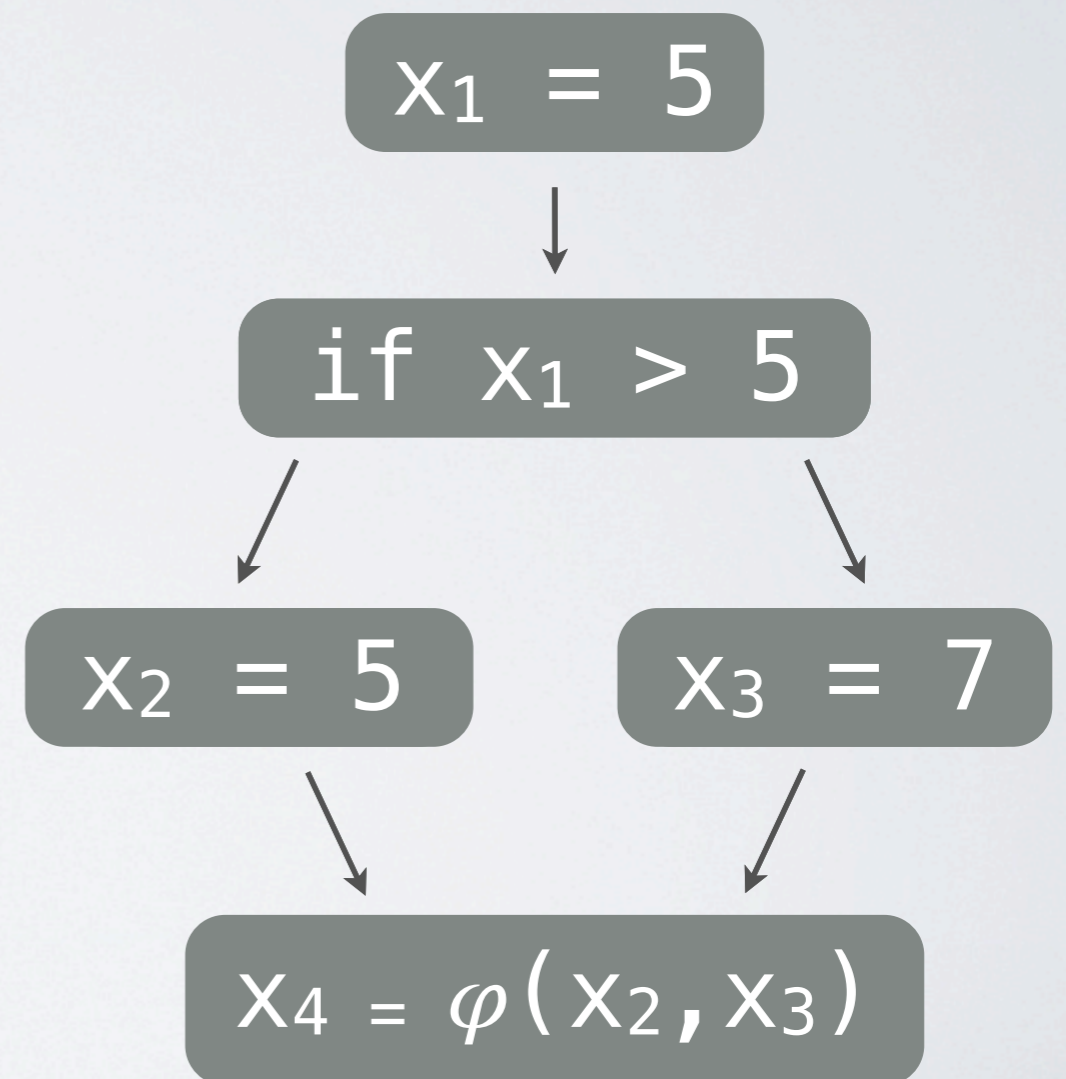 x₁ = 5
if x₁ > 5
x₂ = 5
x₃ = 7
x₄ = φ(x₂,x₃)